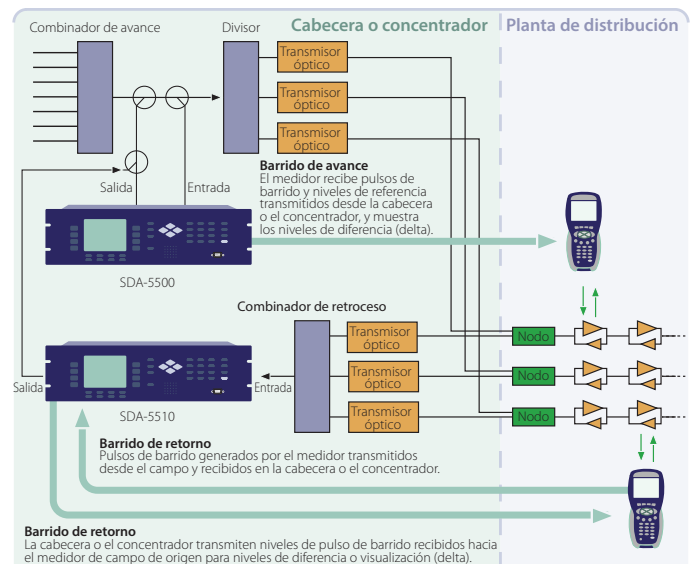 Cabecera o concentrador
Planta de distribución
Combinador de avance
Divisor
Transmisor
óptico
Transmisor
óptico
Transmisor
óptico
Barrido de avance
El medidor recibe pulsos de
barrido y niveles de referencia
transmitidos desde la cabecera
o el concentrador, y muestra
los niveles de diferencia (delta).
Salida
Entrada
SDA-5500
Combinador de retroceso
Transmisor
óptico
Transmisor
óptico
Transmisor
óptico
Nodo
Nodo
Nodo
Salida
Entrada
SDA-5510
Barrido de retorno
Pulsos de barrido generados por el medidor transmitidos
desde el campo y recibidos en la cabecera o el concentrador.
Barrido de retorno
La cabecera o el concentrador transmiten niveles de pulso de barrido recibidos hacia
el medidor de campo de origen para niveles de diferencia o visualización (delta).